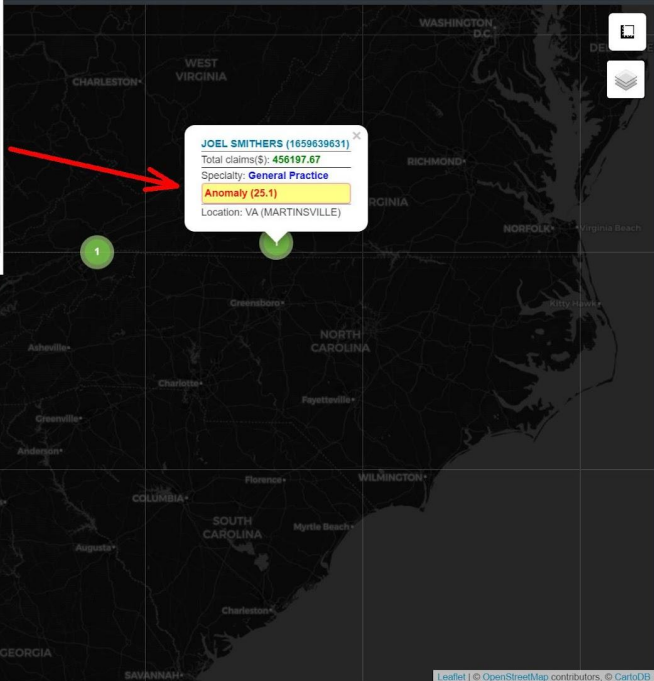 WASHINGTON
D.C.
WEST
VIRGINIA
CHARLESTON
JOEL SMITHERS (1659639631)
×
Total claims($): 456197.67
Specialty: General Practice
Anomaly (25.1)
Location: VA (MARTINSVILLE)
RICHMOND
RGINIA
NORFOLK
Virginia Beach
1
Greensboro
Kitty Hawk
NORTH
CAROLINA
Asheville
Charlotte
Fayetteville
Greenville
Anderson
Florence
WILMINGTON
COLUMBIA
SOUTH
CAROLINA
Myrtle Beach
Augusta
Charleston
GEORGIA
SAVANNAH
Leaflet | © OpenStreetMap contributors, © CartoDB